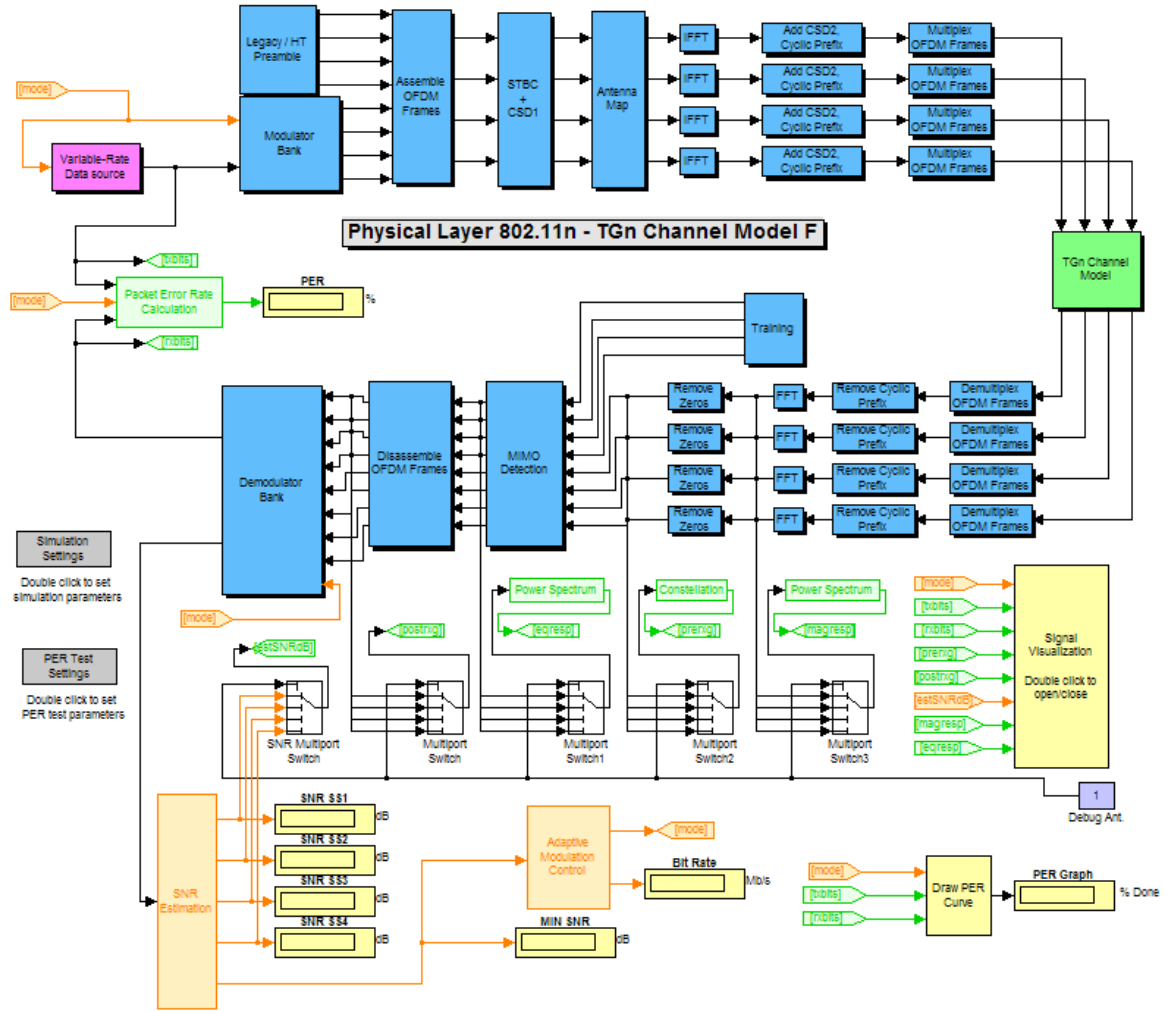 Legacy / HT
Preamble
Assemble
OFDM
Frames
STBC
+
CSD1
Antenna
Map
IFFT
Add CSD2,
Cyclic Prefix
Multiplex
OFDM Frames
IFFT
Add CSD2,
Cyclic Prefix
Multiplex
OFDM Frames
IFFT
Add CSD2,
Cyclic Prefix
Multiplex
OFDM Frames
IFFT
Add CSD2,
Cyclic Prefix
Multiplex
OFDM Frames
[mode]
Modulator
Bank
Variable-Rate
Data source
Physical Layer 802.11n - TGn Channel Model F
TGn Channel
Model
[txbits]
[mode]
Packet Error Rate
Calculation
PER
%
[rxbits]
Training
Remove
Zeros
FFT
Remove Cyclic
Prefix
Demultiplex
OFDM Frames
Remove
Zeros
FFT
Remove Cyclic
Prefix
Demultiplex
OFDM Frames
Remove
Zeros
FFT
Remove Cyclic
Prefix
Demultiplex
OFDM Frames
Remove
Zeros
FFT
Remove Cyclic
Prefix
Demultiplex
OFDM Frames
Demodulator
Bank
Disassemble
OFDM Frames
MIMO
Detection
Simulation
Settings
Double click to set
simulation parameters
[mode]
Power Spectrum
Constellation
Power Spectrum
[estSNRdB]
[postrxig]
[eqresp]
[prerxig]
[magresp]
PER Test
Settings
Double click to set
PER test parameters
SNR Multiport
Switch
Multiport
Switch
Multiport
Switch1
Multiport
Switch2
Multiport
Switch3
[mode]
[txbits]
[rxbits]
[prerxig]
[postrxig]
[estSNRdB]
[magresp]
[eqresp]
Signal
Visualization
Double click to
open/close
1
Debug Ant.
SNR
Estimation
SNR SS1
dB
SNR SS2
dB
SNR SS3
dB
SNR SS4
dB
Adaptive
Modulation
Control
[mode]
Bit Rate
Mb/s
MIN SNR
dB
[mode]
[txbits]
[rxbits]
Draw PER
Curve
PER Graph
% Done